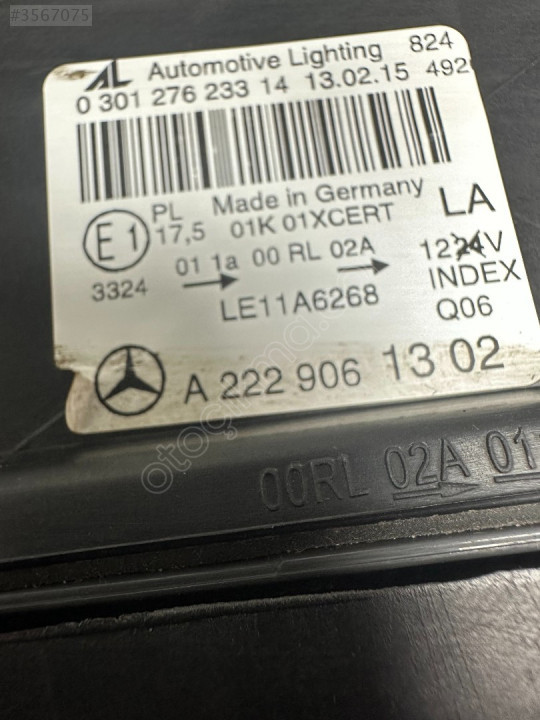 #3567075
AL Automotive Lighting 824
0 301 276 233 14 13.02.15 492
Made in Germany
PL
17,5 01K 01XCERT LA
E1
3324 01 1a 00 RL 02A 1224V
LE11A6268 INDEX
Q06
A 222 906 13 02
00RL 02A 01